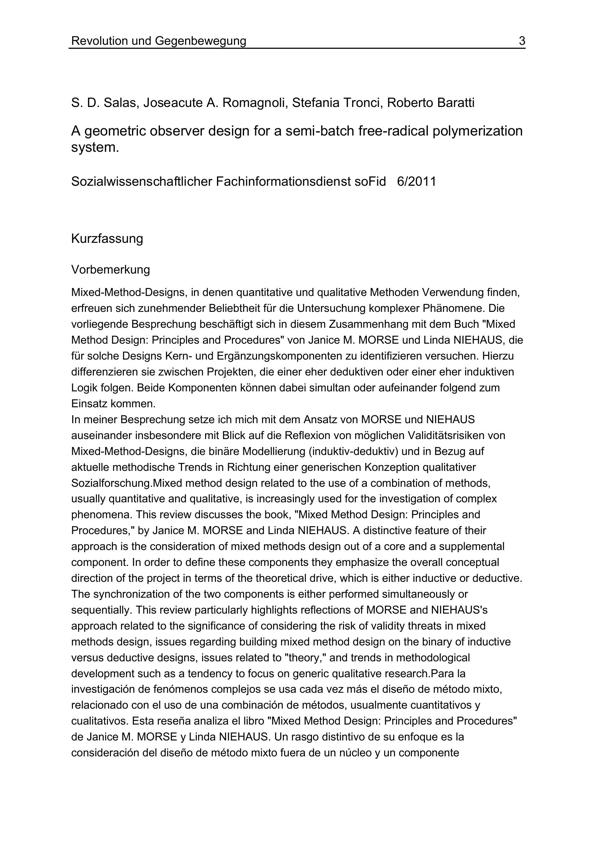 Revolution und Gegenbewegung 3
S. D. Salas, Joseacute A. Romagnoli, Stefania Tronci, Roberto Baratti
A geometric observer design for a semi-batch free-radical polymerization
system.
Sozialwissenschaftlicher Fachinformationsdienst soFid 6/2011
Kurzfassung
Vorbemerkung
Mixed-Method-Designs, in denen quantitative und qualitative Methoden Verwendung finden,
erfreuen sich zunehmender Beliebtheit für die Untersuchung komplexer Phänomene. Die
vorliegende Besprechung beschäftigt sich in diesem Zusammenhang mit dem Buch "Mixed
Method Design: Principles and Procedures" von Janice M. MORSE und Linda NIEHAUS, die
für solche Designs Kern- und Ergänzungskomponenten zu identifizieren versuchen. Hierzu
differenzieren sie zwischen Projekten, die einer eher deduktiven oder einer eher induktiven
Logik folgen. Beide Komponenten können dabei simultan oder aufeinander folgend zum
Einsatz kommen.
In meiner Besprechung setze ich mich mit dem Ansatz von MORSE und NIEHAUS
auseinander insbesondere mit Blick auf die Reflexion von möglichen Validitätsrisiken von
Mixed-Method-Designs, die binäre Modellierung (induktiv-deduktiv) und in Bezug auf
aktuelle methodische Trends in Richtung einer generischen Konzeption qualitativer
Sozialforschung.Mixed method design related to the use of a combination of methods,
usually quantitative and qualitative, is increasingly used for the investigation of complex
phenomena. This review discusses the book, "Mixed Method Design: Principles and
Procedures," by Janice M. MORSE and Linda NIEHAUS. A distinctive feature of their
approach is the consideration of mixed methods design out of a core and a supplemental
component. In order to define these components they emphasize the overall conceptual
direction of the project in terms of the theoretical drive, which is either inductive or deductive.
The synchronization of the two components is either performed simultaneously or
sequentially. This review particularly highlights reflections of MORSE and NIEHAUS's
approach related to the significance of considering the risk of validity threats in mixed
methods design, issues regarding building mixed method design on the binary of inductive
versus deductive designs, issues related to "theory," and trends in methodological
development such as a tendency to focus on generic qualitative research.Para la
investigación de fenómenos complejos se usa cada vez más el diseño de método mixto,
relacionado con el uso de una combinación de métodos, usualmente cuantitativos y
cualitativos. Esta reseña analiza el libro "Mixed Method Design: Principles and Procedures"
de Janice M. MORSE y Linda NIEHAUS. Un rasgo distintivo de su enfoque es la
consideración del diseño de método mixto fuera de un núcleo y un componente